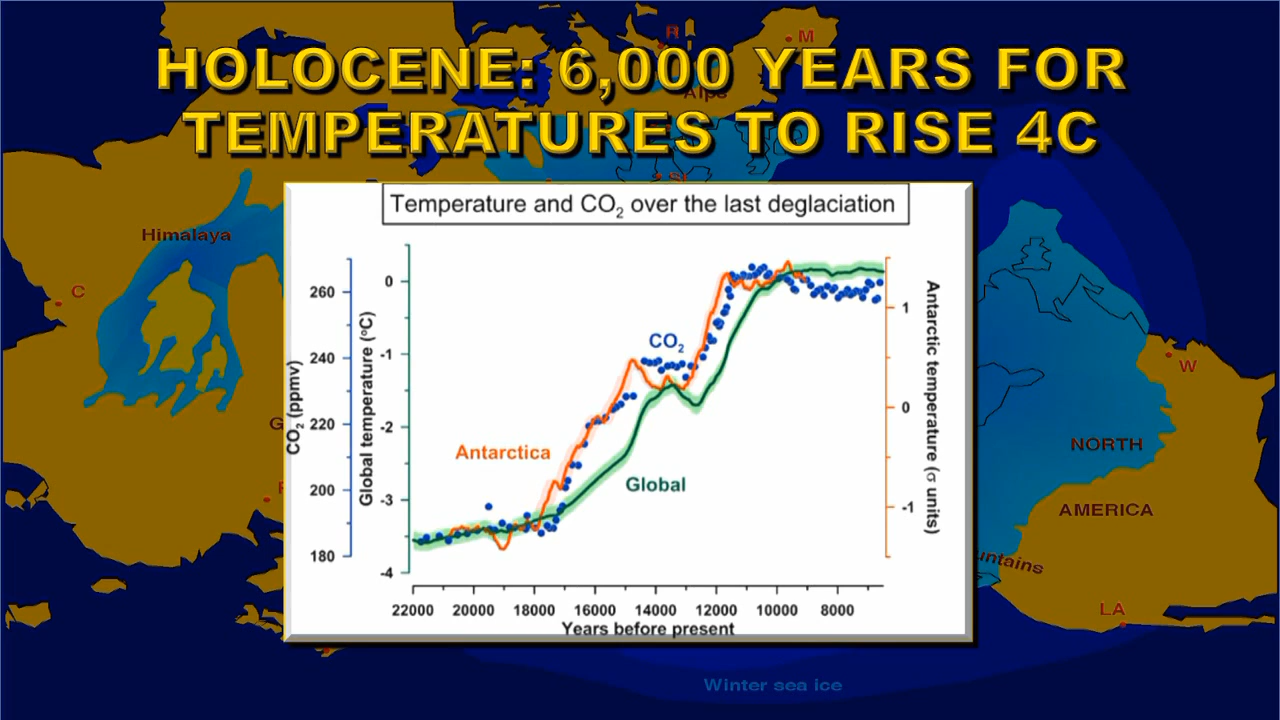 HOLOCENE: 6,000 YEARS FOR
TEMPERATURES TO RISE 4C
R
M
Alps
Himalaya
C
W
NORTH
AMERICA
LA
Winter sea ice
Temperature and CO₂ over the last deglaciation
CO₂ (ppmv)
260
240
220
200
180
Global temperature (°C)
0
-1
-2
-3
-4
CO₂
Antarctica
Global
1
0
-1
Antarctic temperature (σ units)
22000 20000 18000 16000 14000 12000 10000 8000
Years before present